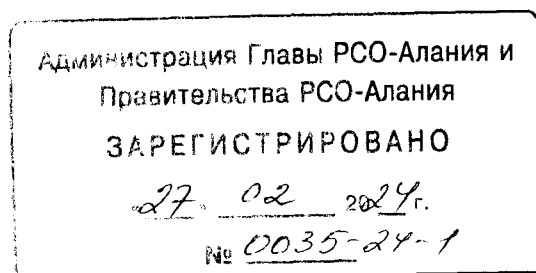 Администрация Главы РСО-Алания и
Правительства РСО-Алания
ЗАРЕГИСТРИРОВАНО
«27» 02 2024г.
№ 0035-24-1